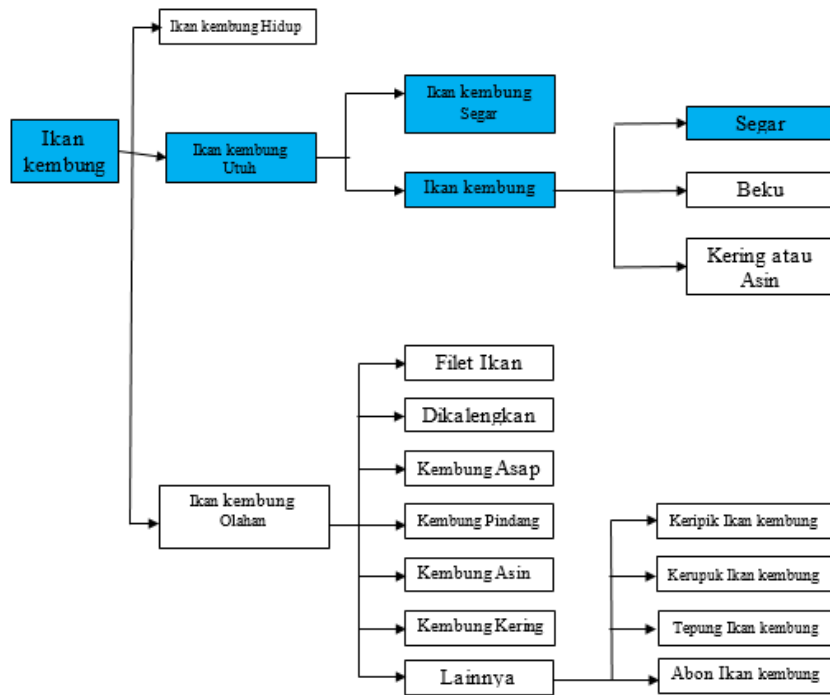 Ikan kembung Hidup
Ikan
kembung
Ikan kembung
Utuh
Ikan kembung
Segar
Ikan kembung
Segar
Beku
Kering atau
Asin
Ikan kembung
Olahan
Filet Ikan
Dikalengkan
Kembung Asap
Kembung Pindang
Kembung Asin
Kembung Kering
Lainnya
Keripik Ikan kembung
Kerupuk Ikan kembung
Tepung Ikan kembung
Abon Ikan kembung